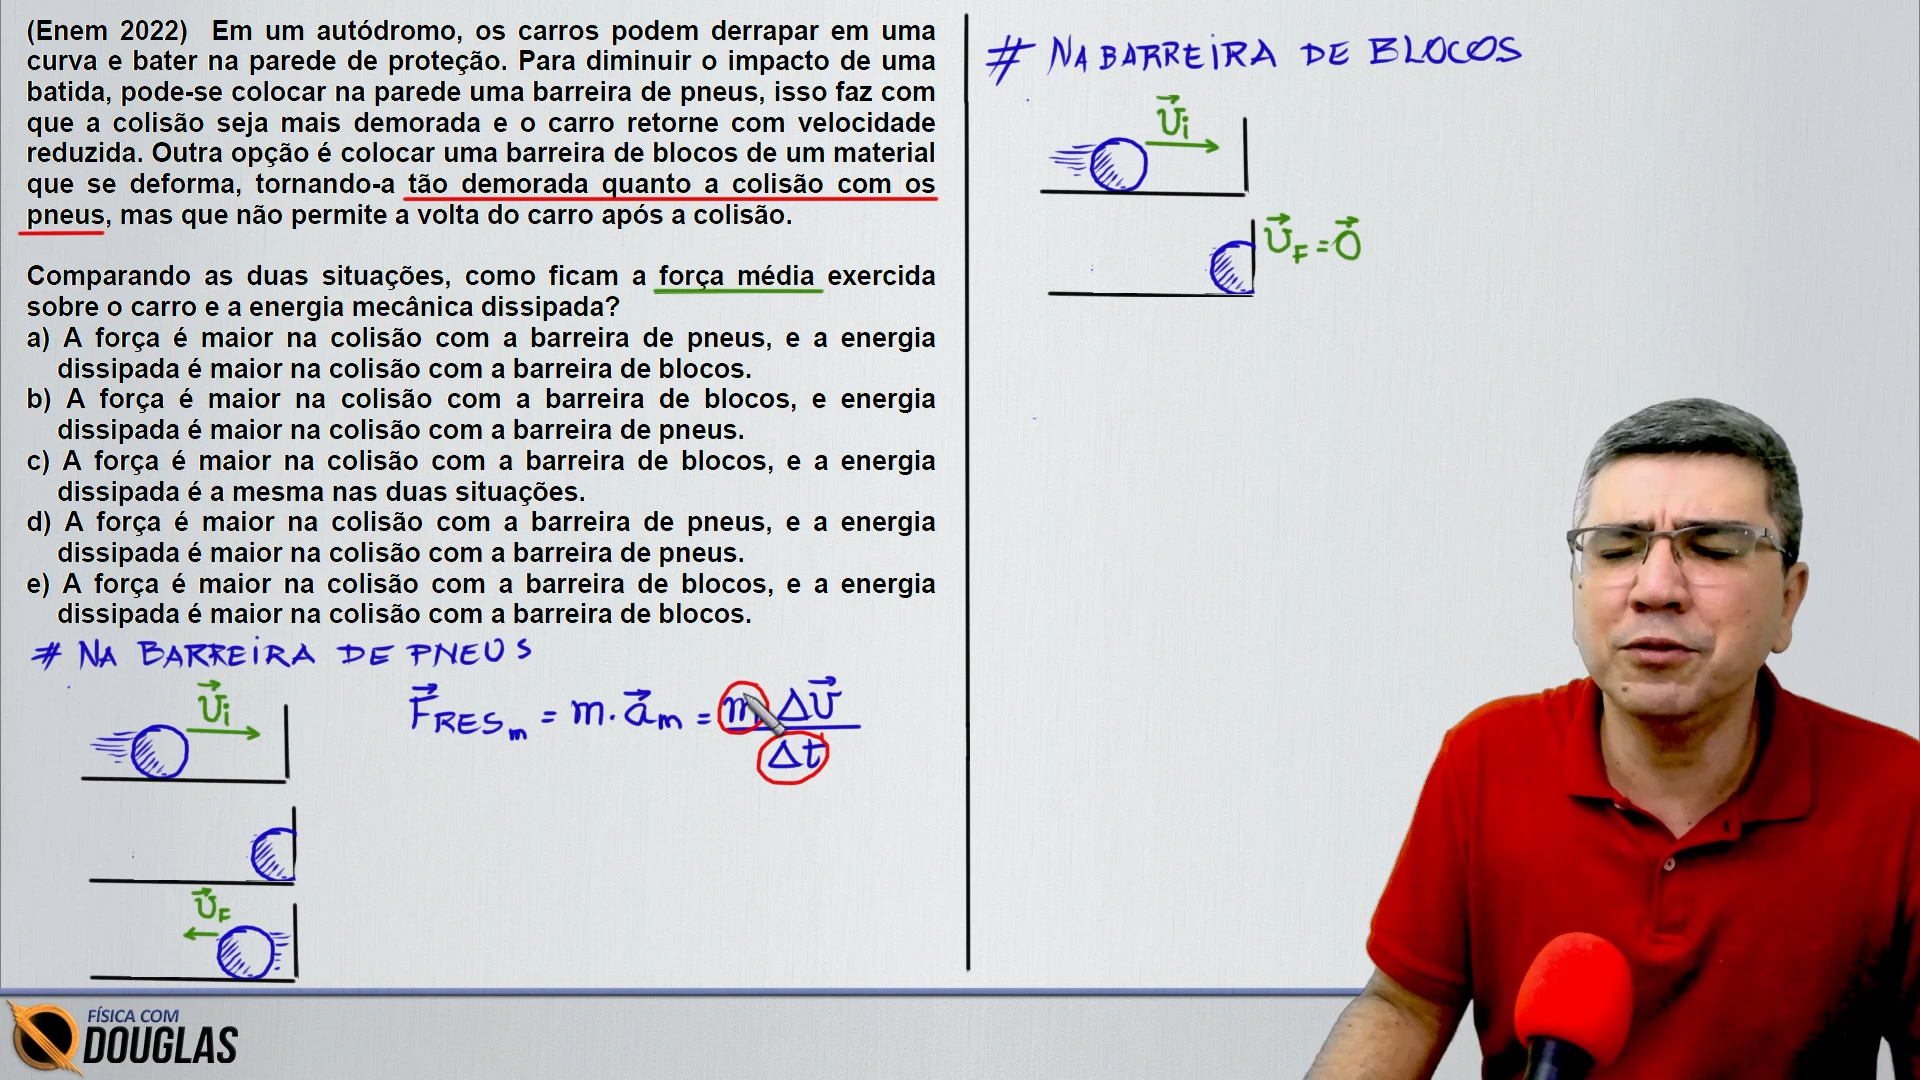 (Enem 2022) Em um autódromo, os carros podem derrapar em uma
curva e bater na parede de proteção. Para diminuir o impacto de uma
batida, pode-se colocar na parede uma barreira de pneus, isso faz com
que a colisão seja mais demorada e o carro retorne com velocidade
reduzida. Outra opção é colocar uma barreira de blocos de um material
que se deforma, tornando-a tão demorada quanto a colisão com os
pneus, mas que não permite a volta do carro após a colisão.
Comparando as duas situações, como ficam a força média exercida
sobre o carro e a energia mecânica dissipada?
a) A força é maior na colisão com a barreira de pneus, e a energia
dissipada é maior na colisão com a barreira de blocos.
b) A força é maior na colisão com a barreira de blocos, e energia
dissipada é maior na colisão com a barreira de pneus.
c) A força é maior na colisão com a barreira de blocos, e a energia
dissipada é a mesma nas duas situações.
d) A força é maior na colisão com a barreira de pneus, e a energia
dissipada é maior na colisão com a barreira de pneus.
e) A força é maior na colisão com a barreira de blocos, e a energia
dissipada é maior na colisão com a barreira de blocos.
# NA BARREIRA DE PNEUS
v⃗i
F⃗RESm = m.a⃗m = m Δv⃗
Δt
v⃗F
# NA BARREIRA DE BLOCOS
v⃗i
v⃗F = 0⃗
FÍSICA COM
DOUGLAS